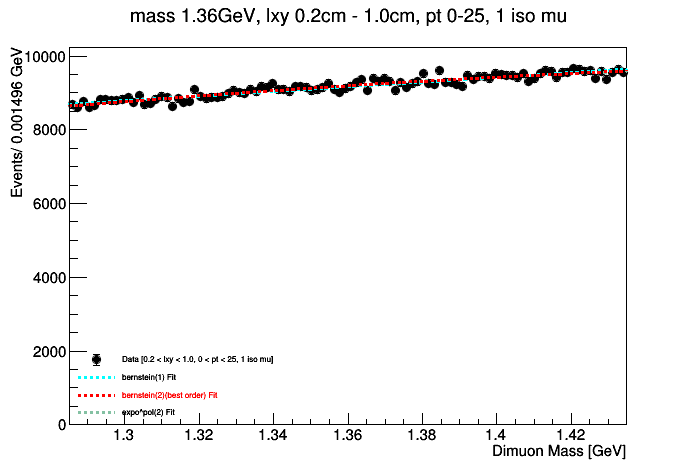 mass 1.36GeV, lxy 0.2cm - 1.0cm, pt 0-25, 1 iso mu
Events/ 0.001496 GeV
10000
8000
6000
4000
2000
0
Data [0.2 < lxy < 1.0, 0 < pt < 25, 1 iso mu]
bernstein(1) Fit
bernstein(2)(best order) Fit
expo*pol(2) Fit
1.3 1.32 1.34 1.36 1.38 1.4 1.42
Dimuon Mass [GeV]